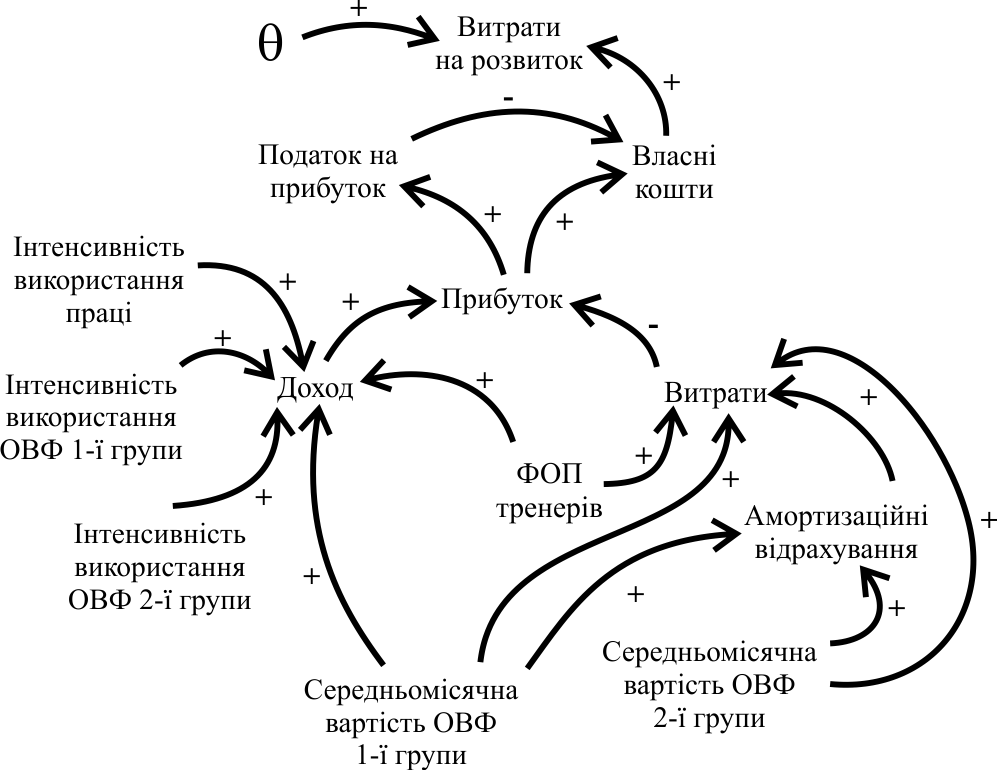 +
θ
Витрати
на розвиток
+
-
Податок на
прибуток
Власні
кошти
+
+
Інтенсивність
використання
праці
+
+
Прибуток
-
+
Інтенсивність
використання
ОВФ 1-ї групи
Доход
+
Витрати
+
+
ФОП
тренерів
+
+
Інтенсивність
використання
ОВФ 2-ї групи
Амортизаційні
відрахування
+
+
+
+
Середньомісячна
вартість ОВФ
2-ї групи
Середньомісячна
вартість ОВФ
1-ї групи